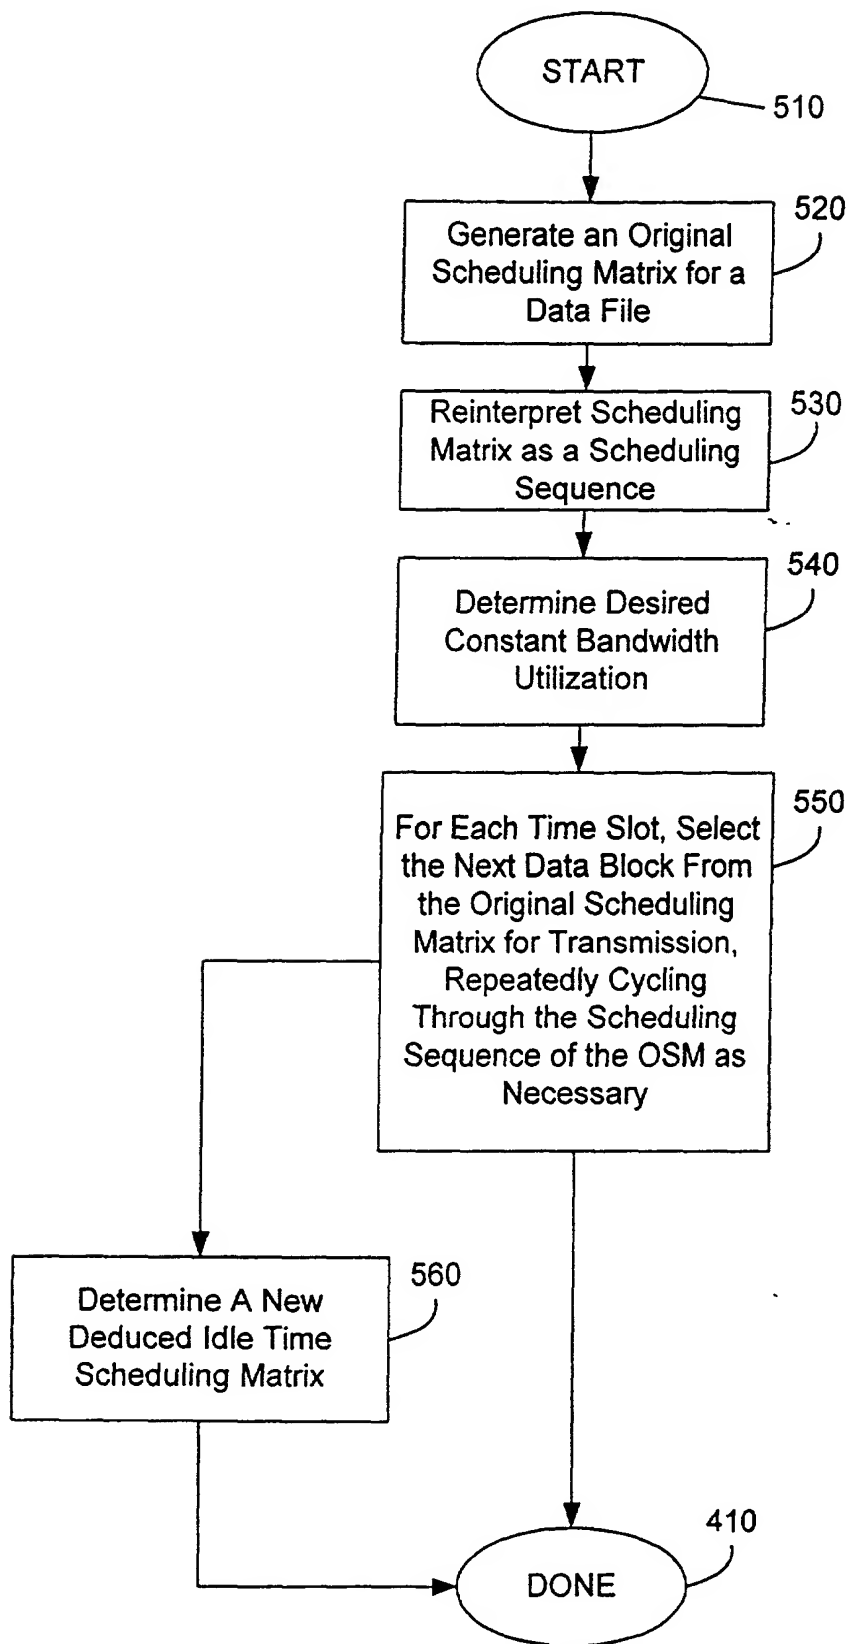 START
510
520
Generate an Original
Scheduling Matrix for a
Data File
530
Reinterpret Scheduling
Matrix as a Scheduling
Sequence
540
Determine Desired
Constant Bandwidth
Utilization
550
For Each Time Slot, Select
the Next Data Block From
the Original Scheduling
Matrix for Transmission,
Repeatedly Cycling
Through the Scheduling
Sequence of the OSM as
Necessary
560
Determine A New
Deduced Idle Time
Scheduling Matrix
410
DONE